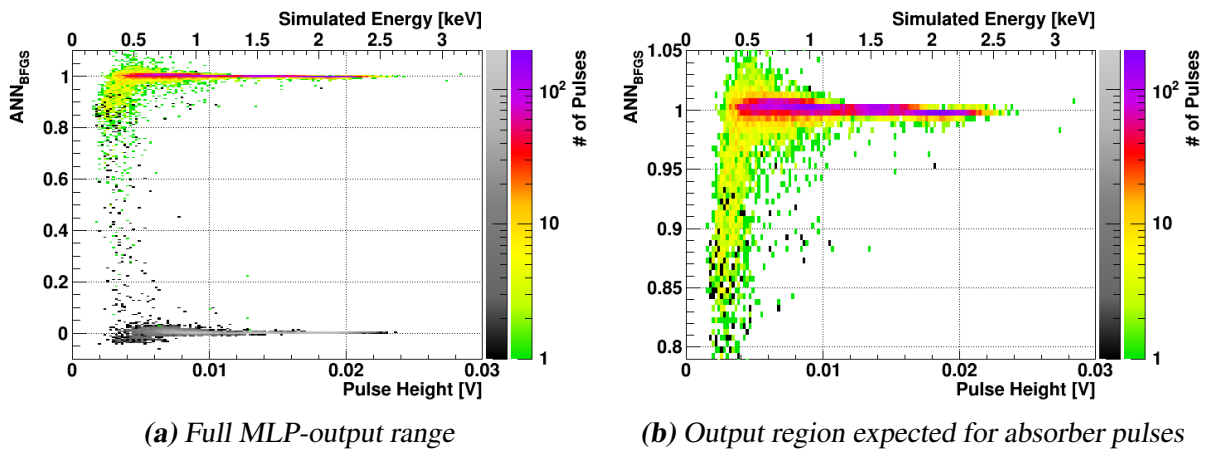 Simulated Energy [keV]
0 0.5 1 1.5 2 2.5 3
ANN_BFGS
1
0.8
0.6
0.4
0.2
0
0 0.01 0.02 0.03
Pulse Height [V]
# of Pulses
10²
10
1
(a) Full MLP-output range
Simulated Energy [keV]
0 0.5 1 1.5 2 2.5 3
ANN_BFGS
1.05
1
0.95
0.9
0.85
0.8
0 0.01 0.02 0.03
Pulse Height [V]
# of Pulses
10²
10
1
(b) Output region expected for absorber pulses